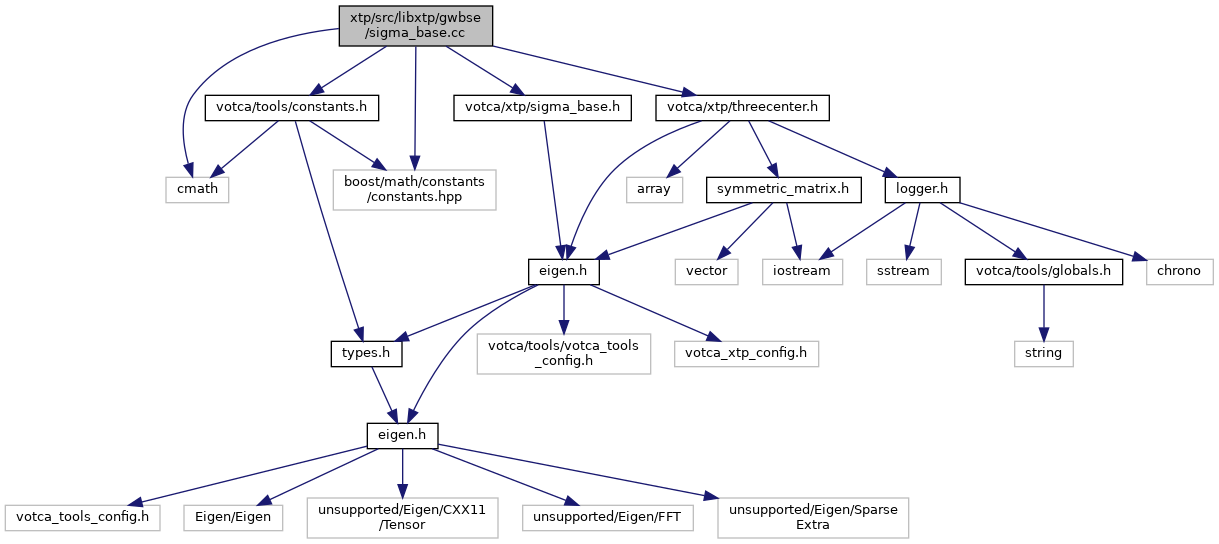 xtp/src/libxtp/gwbse
/sigma_base.cc
votca/tools/constants.h
votca/xtp/sigma_base.h
votca/xtp/threecenter.h
cmath
boost/math/constants
/constants.hpp
array
symmetric_matrix.h
logger.h
eigen.h
vector
iostream
sstream
votca/tools/globals.h
chrono
types.h
votca/tools/votca_tools
_config.h
votca_xtp_config.h
string
eigen.h
votca_tools_config.h
Eigen/Eigen
unsupported/Eigen/CXX11
/Tensor
unsupported/Eigen/FFT
unsupported/Eigen/Sparse
Extra